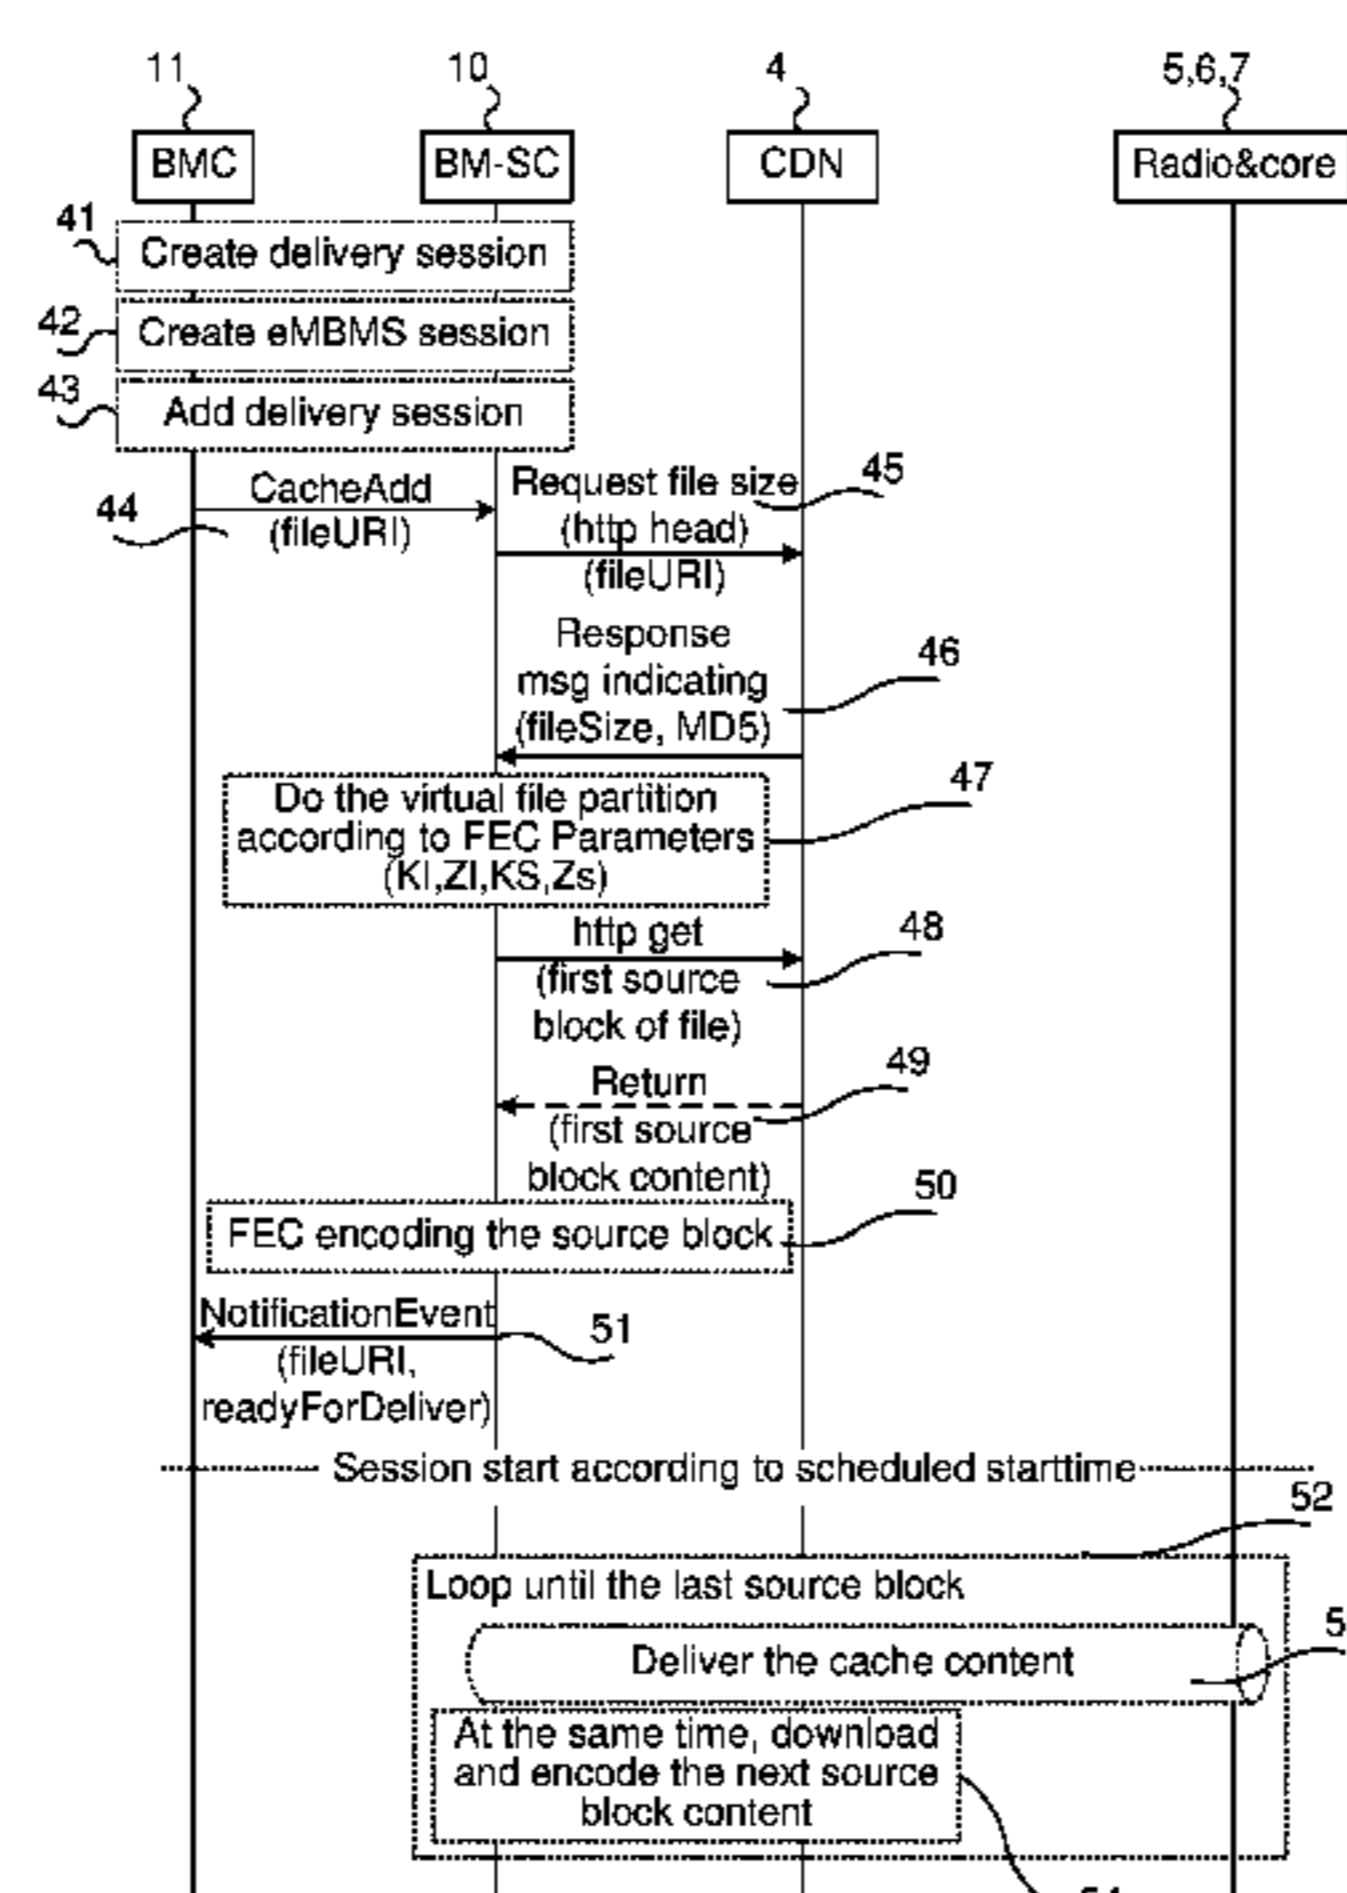 11
10
4
5,6,7
BMC
BM-SC
CDN
Radio&core
41
Create delivery session
42
Create eMBMS session
43
Add delivery session
44
CacheAdd
(fileURI)
Request file size
(http head)
(fileURI)
45
Response
msg indicating
(fileSize, MD5)
46
Do the virtual file partition
according to FEC Parameters
(KI,ZI,KS,Zs)
47
http get
(first source
block of file)
48
Return
(first source
block content)
49
FEC encoding the source block
50
NotificationEvent
(fileURI,
readyForDeliver)
51
Session start according to scheduled starttime
52
Loop until the last source block
Deliver the cache content
At the same time, download
and encode the next source
block content